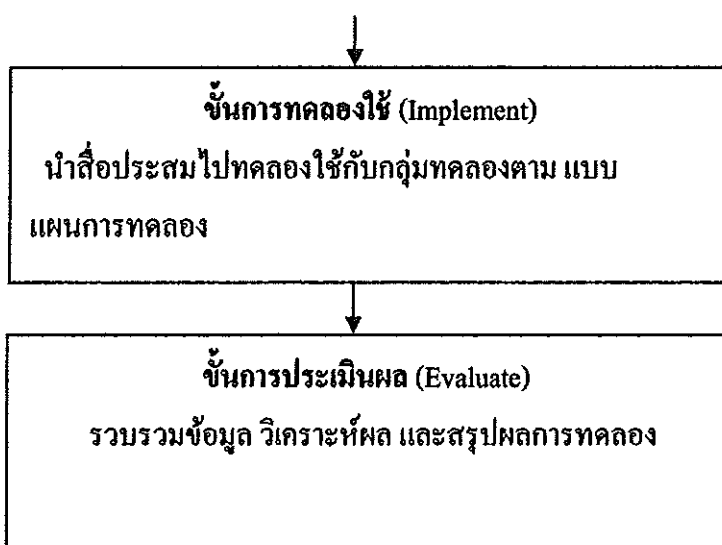 ขั้นการทดลองใช้ (Implement)
นำสื่อประสมไปทดลองใช้กับกลุ่มทดลองตาม แบบ
แผนการทดลอง
ขั้นการประเมินผล (Evaluate)
รวบรวมข้อมูล วิเคราะห์ผล และสรุปผลการทดลอง